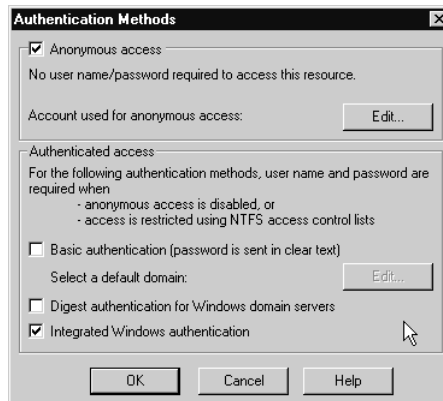 Authentication Methods
Anonymous access
No user name/password required to access this resource.
Account used for anonymous access:
Edit...
Authenticated access
For the following authentication methods, user name and password are
required when
- anonymous access is disabled, or
- access is restricted using NTFS access control lists
Basic authentication (password is sent in clear text)
Select a default domain:
Edit...
Digest authentication for Windows domain servers
Integrated Windows authentication
OK
Cancel
Help